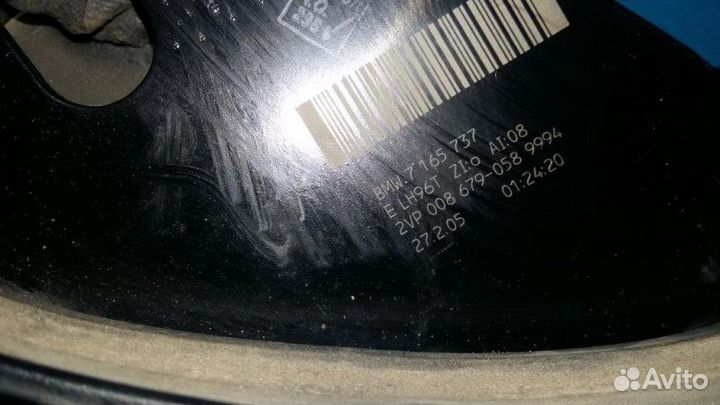 BMW 7 165 737
E LH96T ZI:0 AI:08
2VP 008 679-058 9994
27.2.05 01:24:20
Avito